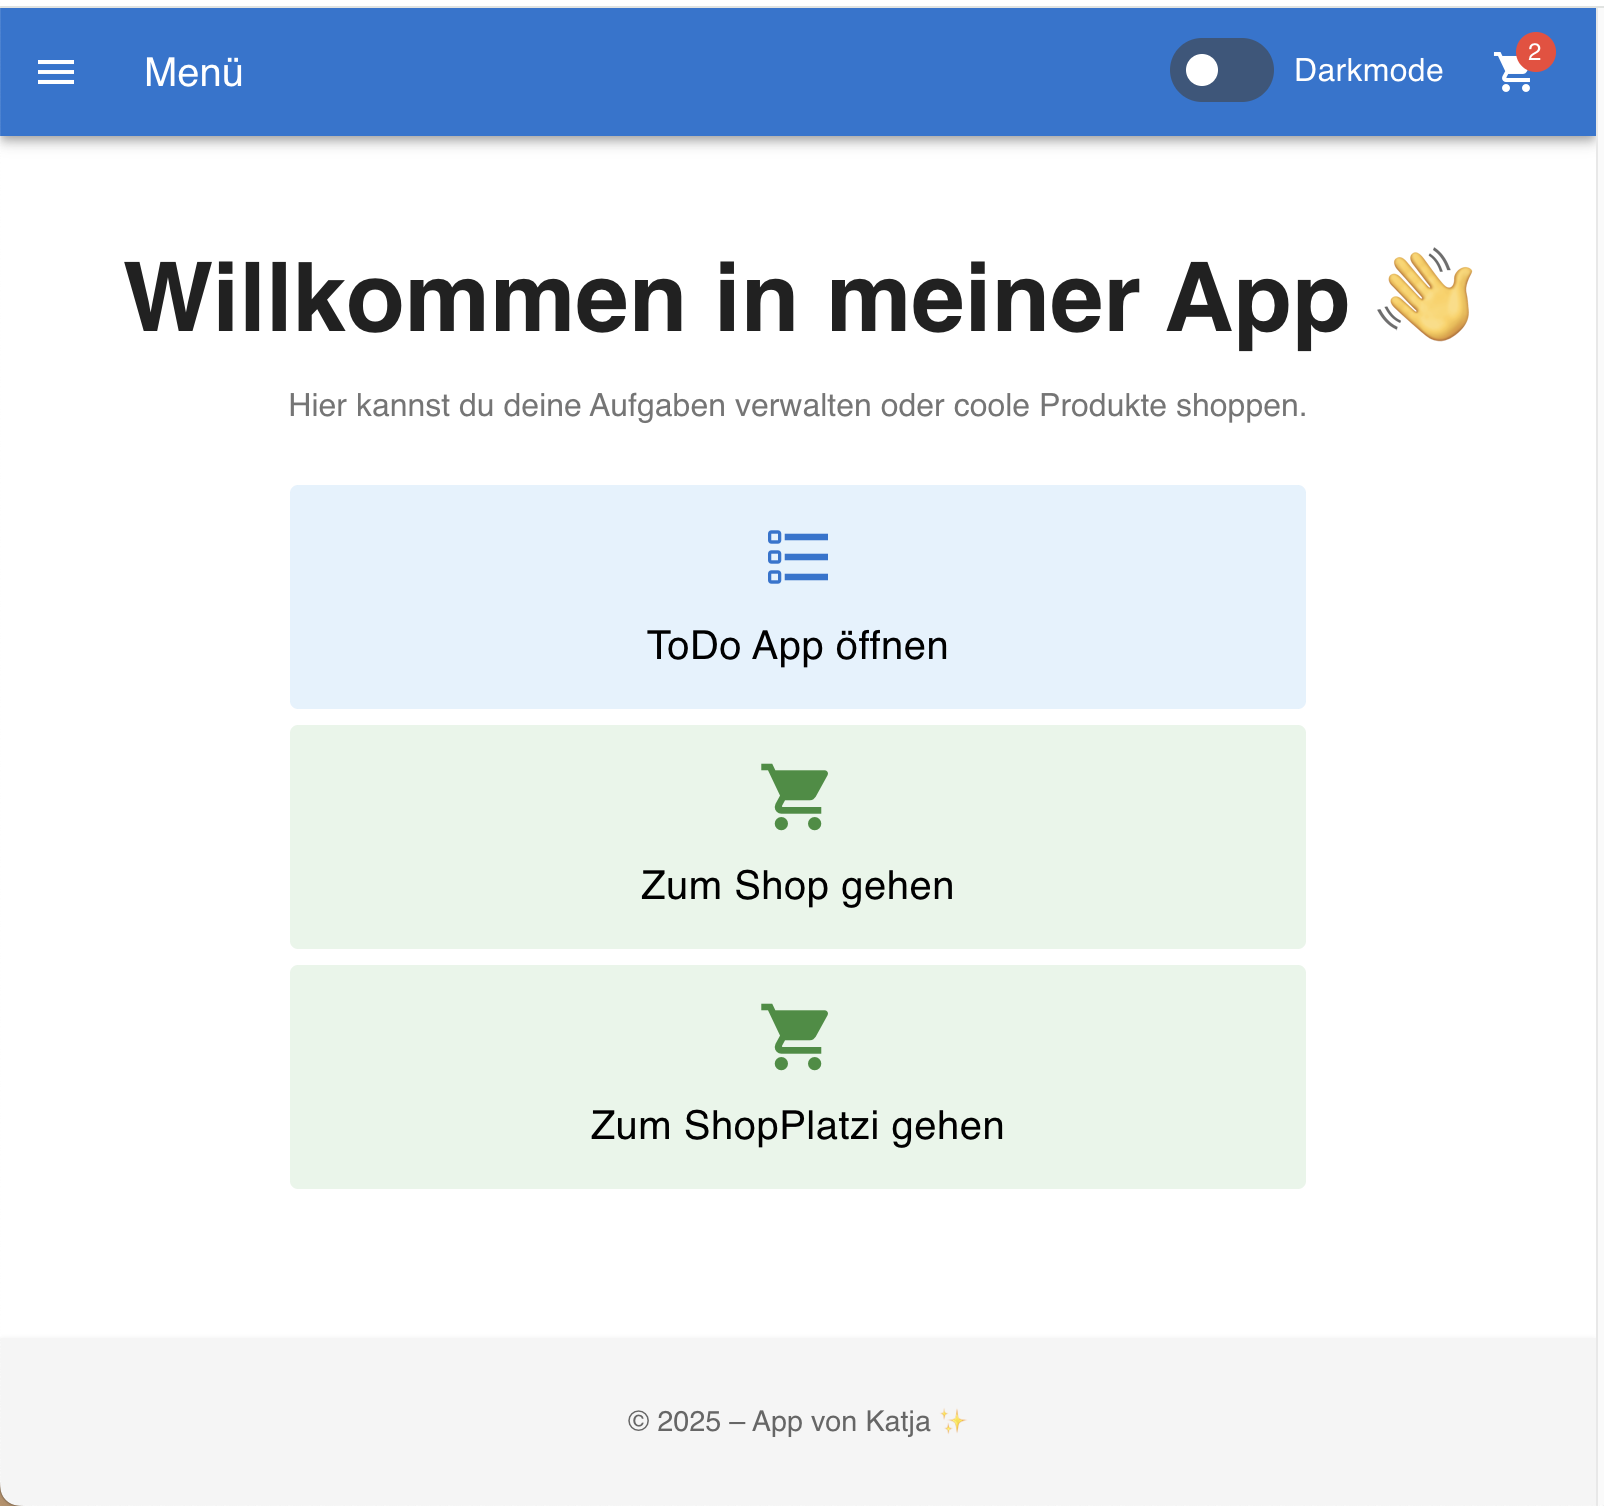 Menü
Darkmode
2
Willkommen in meiner App 👋
Hier kannst du deine Aufgaben verwalten oder coole Produkte shoppen.
ToDo App öffnen
Zum Shop gehen
Zum ShopPlatzi gehen
© 2025 – App von Katja ✨